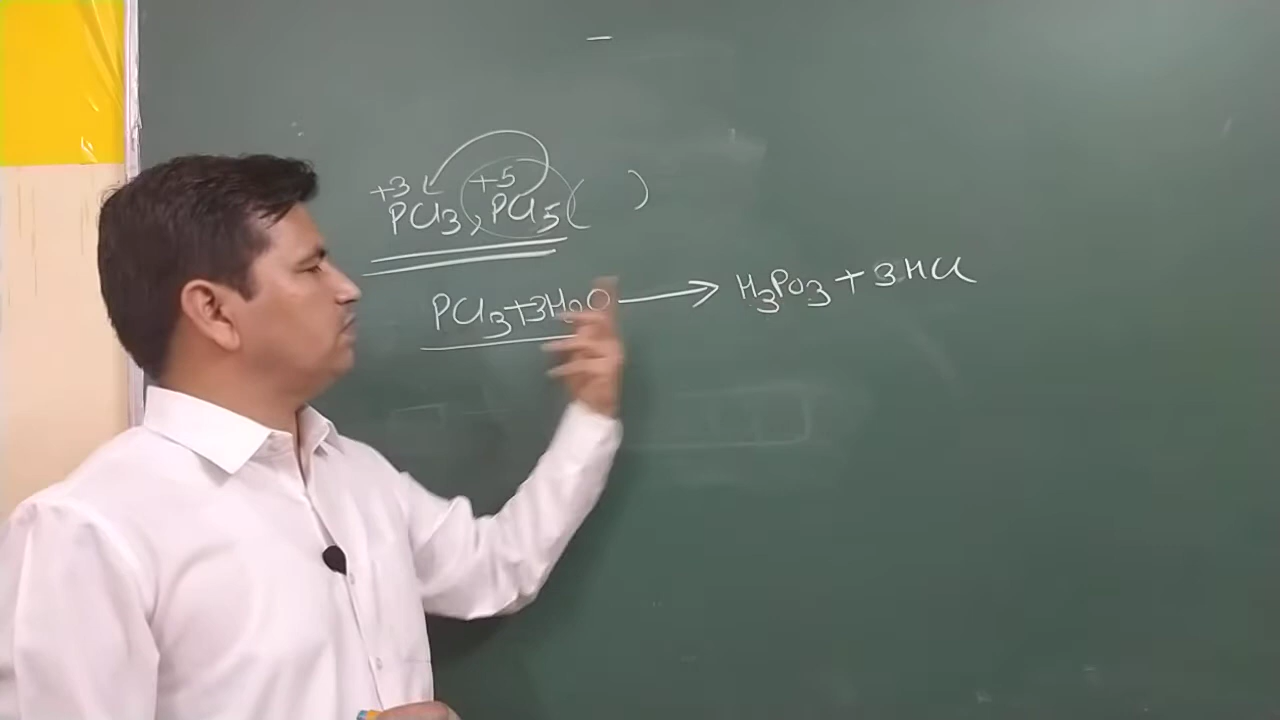 +3 +5
PCl3, PCl5 ( )
PCl3+3H2O ⟶ H3PO3+3HCl